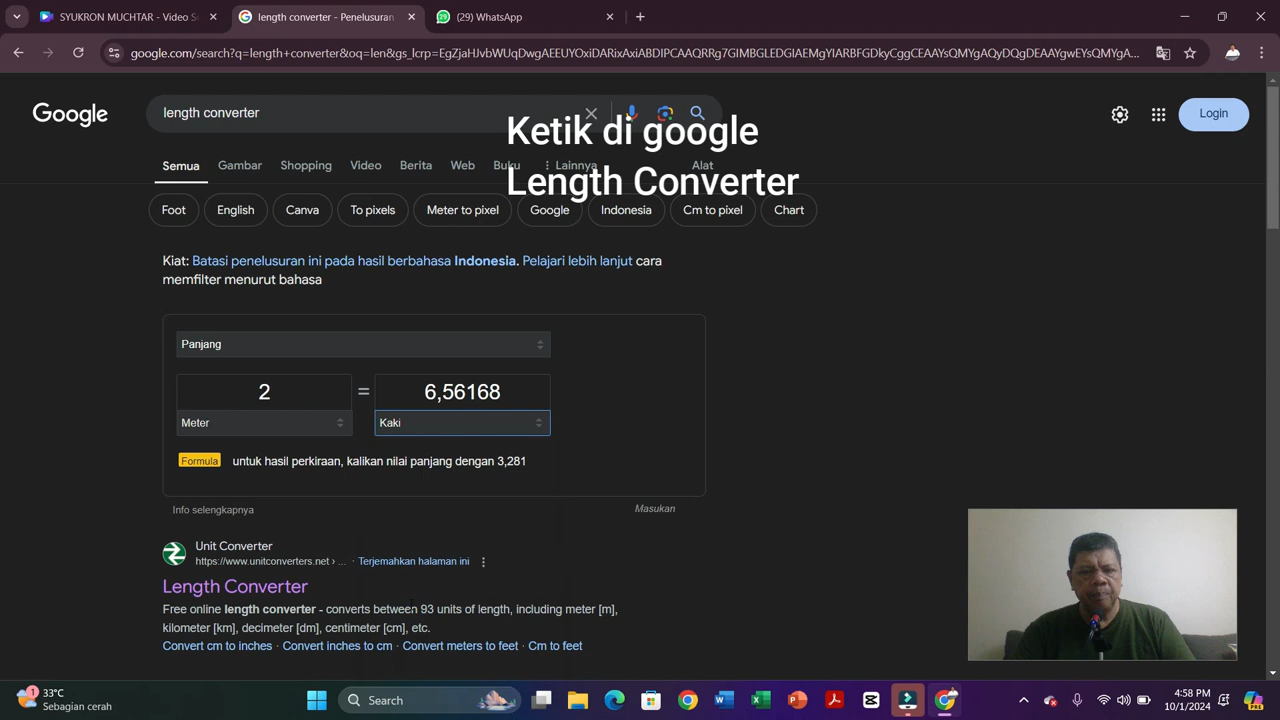 SYUKRON MUCHTAR - Video S
length converter - Penelusuran
(29) WhatsApp
google.com/search?q=length+converter&oq=len&gs_lcrp=EgZjaHJvbWUqDwgAEEUYOxiDARixAxiABDIPCAAQRRg7GIMBGLEDGIAEMgYIARBFGDkyCggCEAAYsQMYgAQyDQgDEAAYgwEYsQMYgA...
Google
length converter
Login
Ketik di google
Length Converter
Semua Gambar Shopping Video Berita Web Buku Lainnya Alat
Foot English Canva To pixels Meter to pixel Google Indonesia Cm to pixel Chart
Kiat: Batasi penelusuran ini pada hasil berbahasa Indonesia. Pelajari lebih lanjut cara
memfilter menurut bahasa
Panjang
2 = 6,56168
Meter Kaki
Formula untuk hasil perkiraan, kalikan nilai panjang dengan 3,281
Info selengkapnya Masukan
Unit Converter
https://www.unitconverters.net › ... · Terjemahkan halaman ini
Length Converter
Free online length converter - converts between 93 units of length, including meter [m],
kilometer [km], decimeter [dm], centimeter [cm], etc.
Convert cm to inches · Convert inches to cm · Convert meters to feet · Cm to feet
1
33°C
Sebagian cerah
Search
4:58 PM
10/1/2024